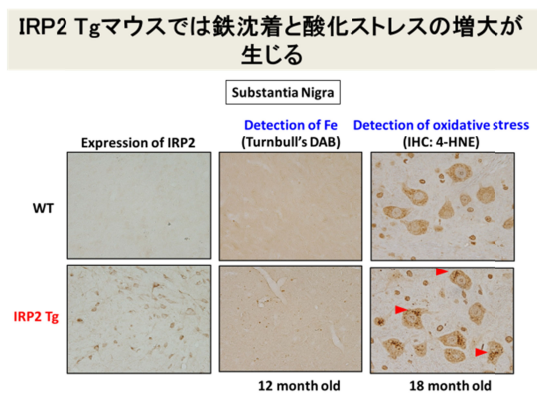 IRP2 Tgマウスでは鉄沈着と酸化ストレスの増大が
生じる
Substantia Nigra
Expression of IRP2
Detection of Fe
(Turnbull's DAB)
Detection of oxidative stress
(IHC: 4-HNE)
WT
IRP2 Tg
12 month old
18 month old